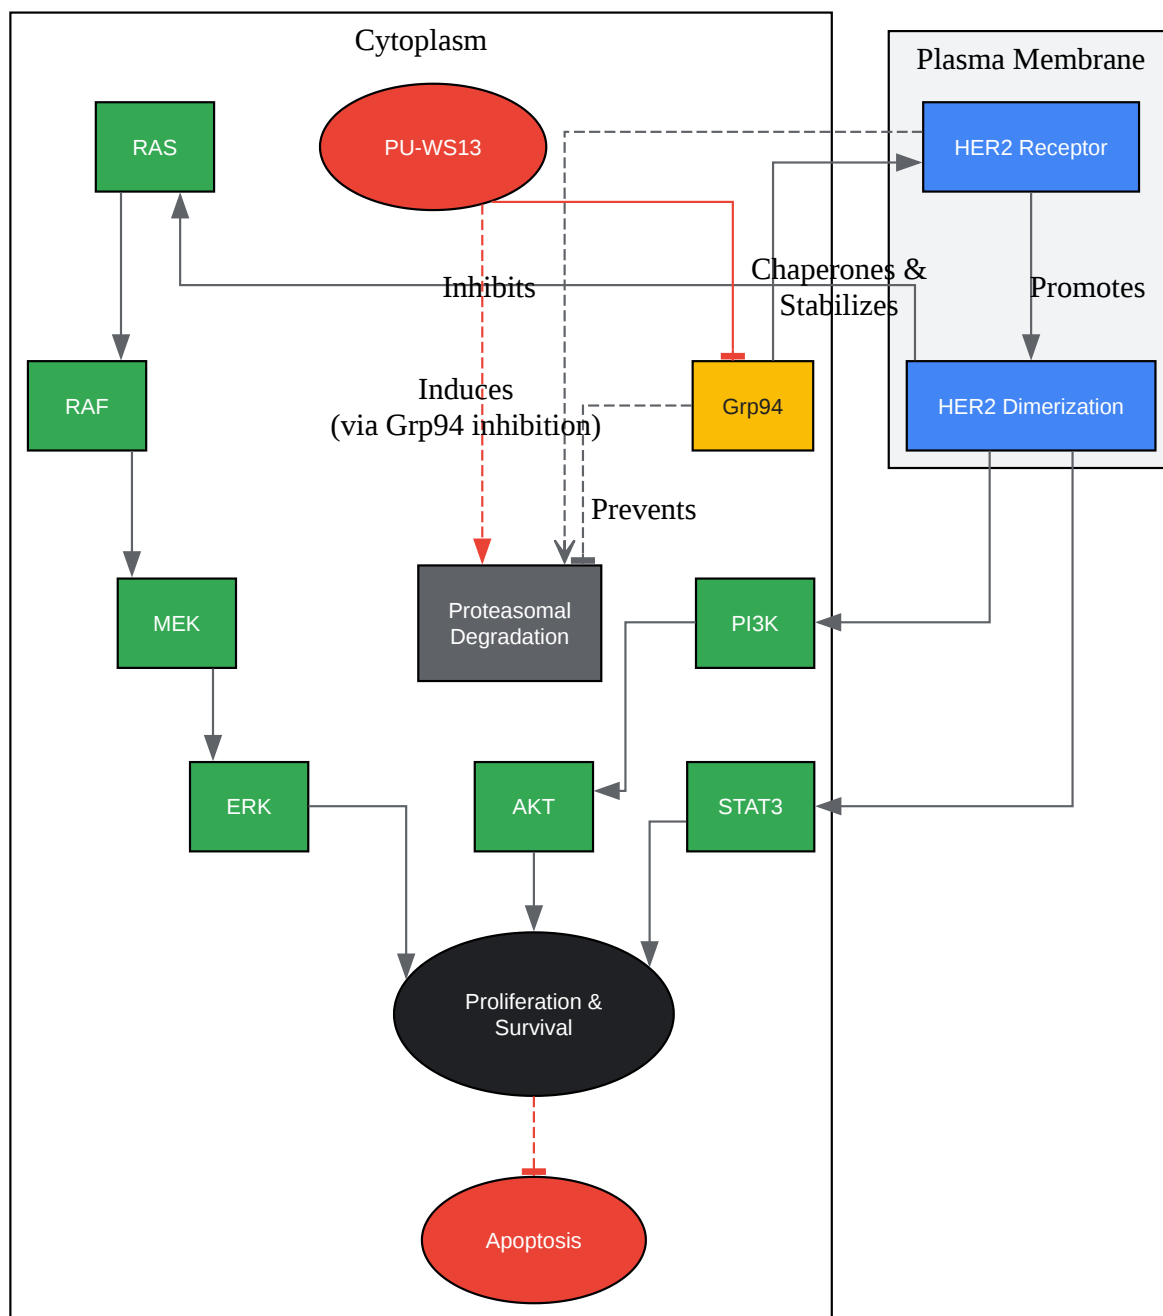 Cytoplasm
Plasma Membrane
RAS
PU-WS13
HER2 Receptor
Inhibits
Chaperones &
Stabilizes
Promotes
RAF
Induces
(via Grp94 inhibition)
Grp94
HER2 Dimerization
Prevents
MEK
Proteasomal
Degradation
PI3K
ERK
AKT
STAT3
Proliferation &
Survival
Apoptosis